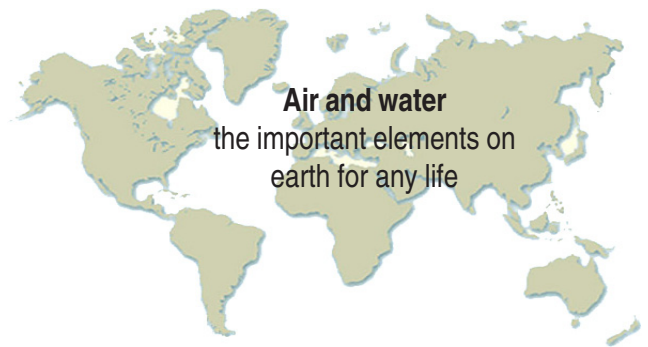 Air and water
the important elements on
earth for any life